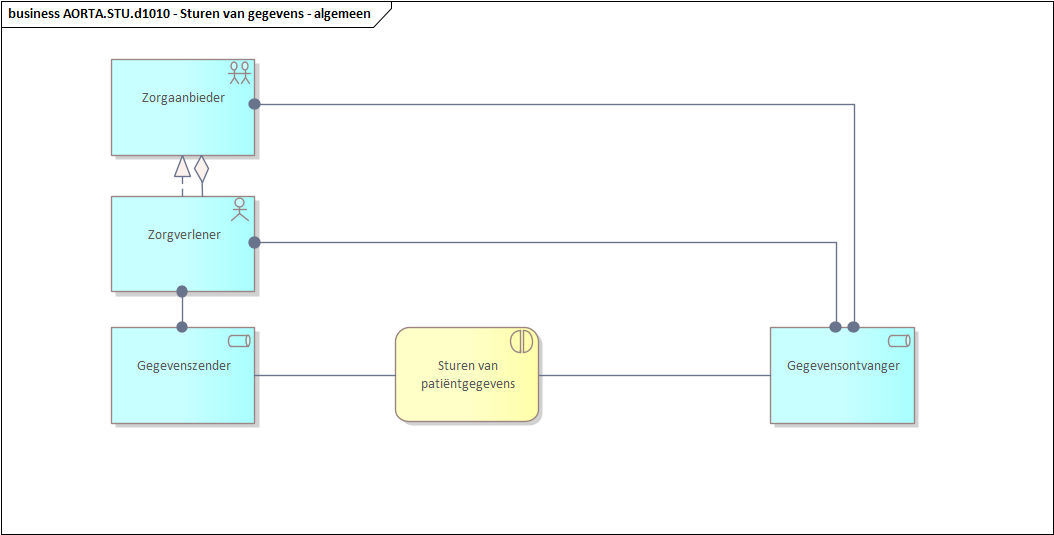 business AORTA.STU.d1010 - Sturen van gegevens - algemeen
Zorgaanbieder
Zorgverlener
Gegevenszender
Sturen van
patiëntgegevens
Gegevensontvanger